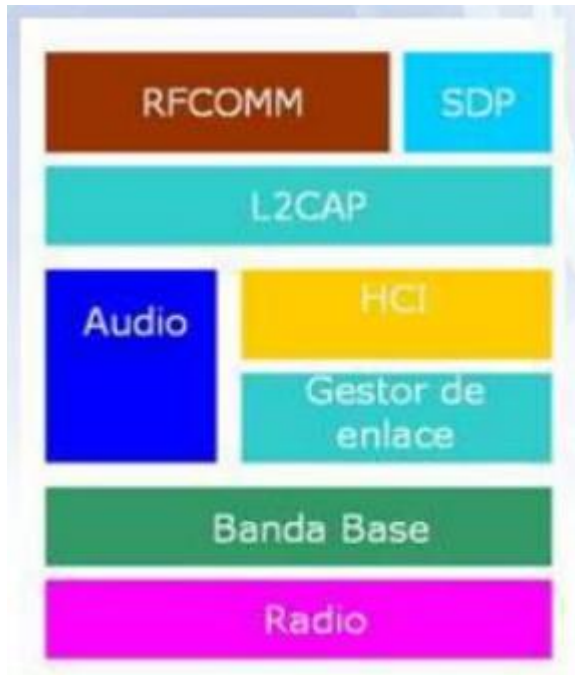 RFCOMM
SDP
L2CAP
Audio
HCI
Gestor de
enlace
Banda Base
Radio